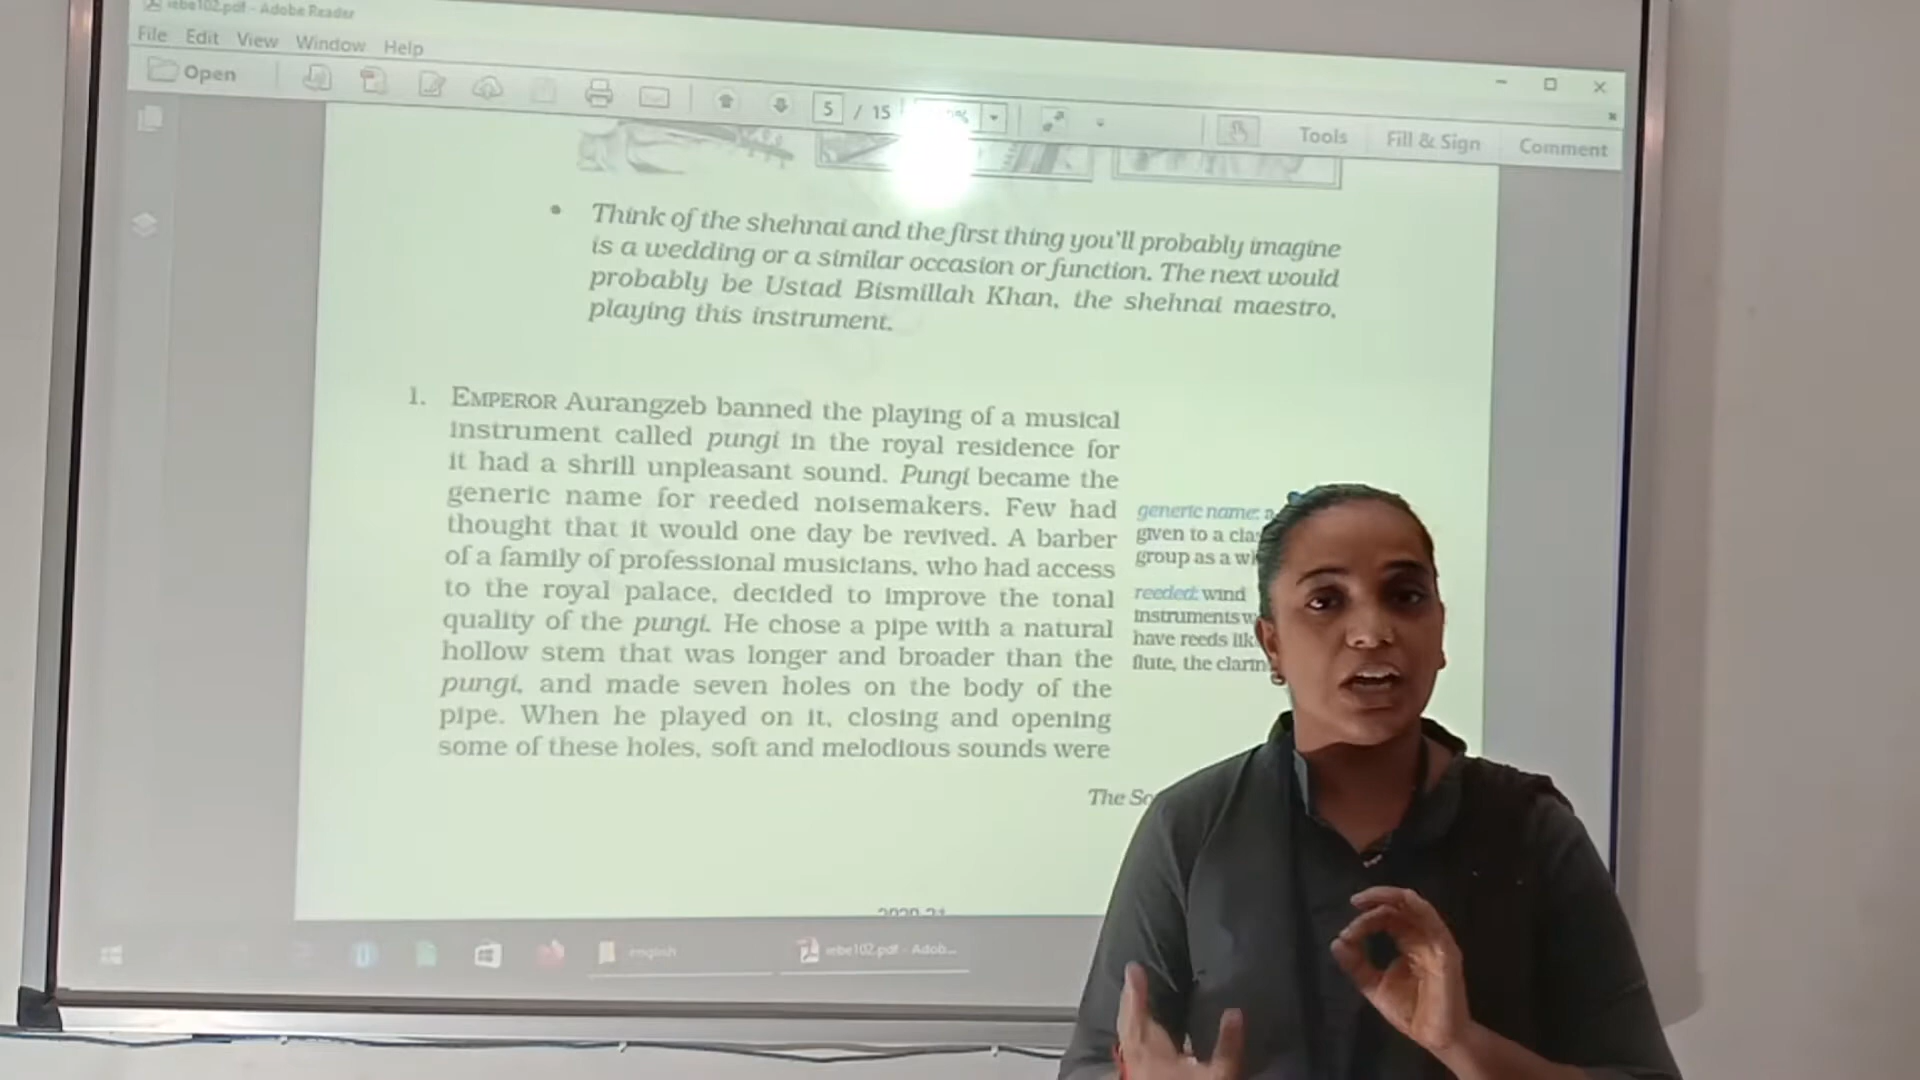 iebe102.pdf - Adobe Reader
File Edit View Window Help
Open 5 / 15 Tools Fill & Sign Comment
• Think of the shehnai and the first thing you'll probably imagine
is a wedding or a similar occasion or function. The next would
probably be Ustad Bismillah Khan, the shehnai maestro,
playing this instrument.
1. EMPEROR Aurangzeb banned the playing of a musical
instrument called pungi in the royal residence for
it had a shrill unpleasant sound. Pungi became the
generic name for reeded noisemakers. Few had
thought that it would one day be revived. A barber
of a family of professional musicians, who had access
to the royal palace, decided to improve the tonal
quality of the pungi. He chose a pipe with a natural
hollow stem that was longer and broader than the
pungi, and made seven holes on the body of the
pipe. When he played on it, closing and opening
some of these holes, soft and melodious sounds were
generic name: a
given to a
group as a
reeded: wind
instruments
have reeds
flute, the
The
english
iebe102.pdf - Adob...